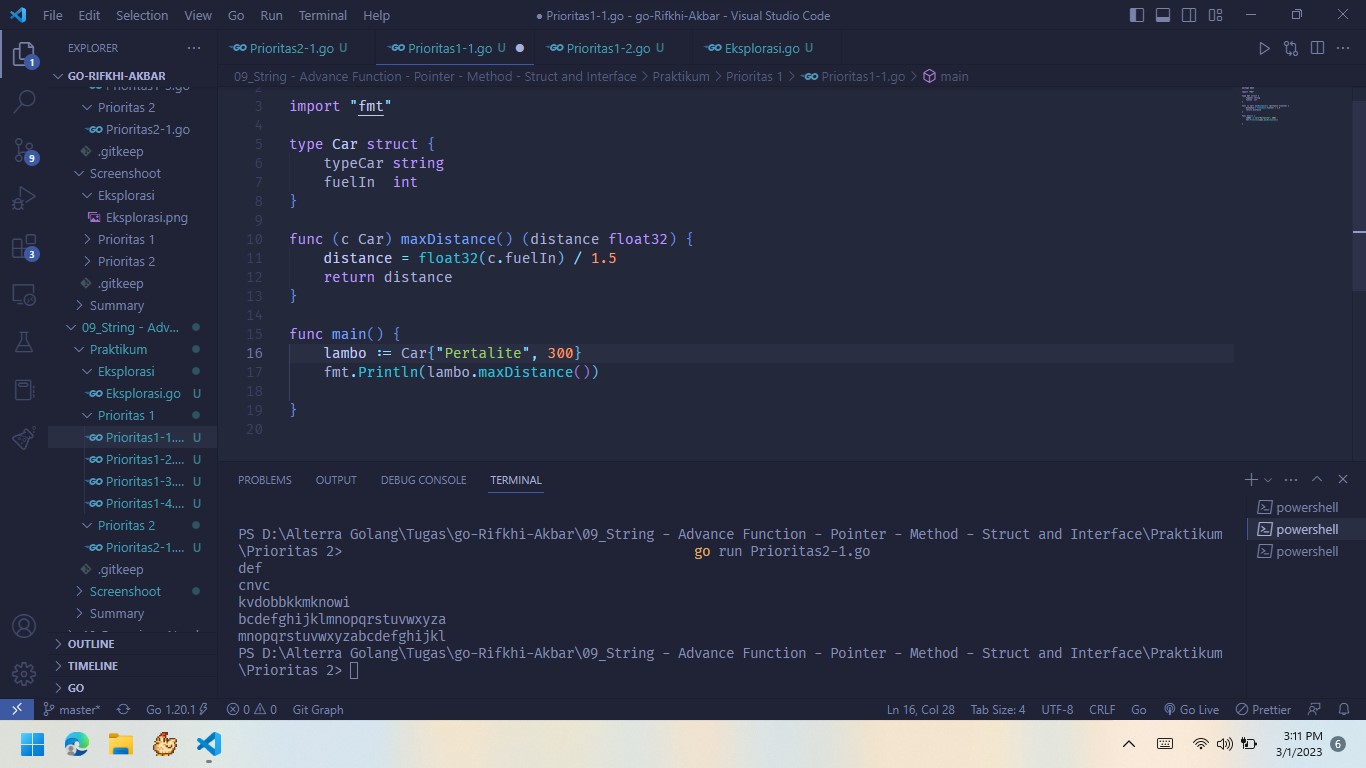 File Edit Selection View Go Run Terminal Help
● Prioritas1-1.go - go-Rifkhi-Akbar - Visual Studio Code
EXPLORER ···
GO-RIFKHI-AKBAR
Prioritas 2
Prioritas2-1.go
.gitkeep
Screenshoot
Eksplorasi
Eksplorasi.png
Prioritas 1
Prioritas 2
.gitkeep
Summary
09_String - Adv...
Praktikum
Eksplorasi
Eksplorasi.go U
Prioritas 1
Prioritas1-1.... U
Prioritas1-2.... U
Prioritas1-3.... U
Prioritas1-4.... U
Prioritas 2
Prioritas2-1.... U
.gitkeep
Screenshoot
Summary
OUTLINE
TIMELINE
GO
1
9
3
Prioritas2-1.go U Prioritas1-1.go U ● Prioritas1-2.go U Eksplorasi.go U
09_String - Advance Function - Pointer - Method - Struct and Interface > Praktikum > Prioritas 1 > Prioritas1-1.go > main
2
3 import "fmt"
4
5 type Car struct {
6 typeCar string
7 fuelIn int
8 }
9
10 func (c Car) maxDistance() (distance float32) {
11 distance = float32(c.fuelIn) / 1.5
12 return distance
13 }
14
15 func main() {
16 lambo := Car{"Pertalite", 300}
17 fmt.Println(lambo.maxDistance())
18
19 }
20
PROBLEMS OUTPUT DEBUG CONSOLE TERMINAL
PS D:\Alterra Golang\Tugas\go-Rifkhi-Akbar\09_String - Advance Function - Pointer - Method - Struct and Interface\Praktikum
\Prioritas 2> go run Prioritas2-1.go
def
cnvc
kvdobbkkmknowi
bcdefghijklmnopqrstuvwxyza
mnopqrstuvwxyzabcdefghijkl
PS D:\Alterra Golang\Tugas\go-Rifkhi-Akbar\09_String - Advance Function - Pointer - Method - Struct and Interface\Praktikum
\Prioritas 2>
powershell
powershell
powershell
master* Go 1.20.1 0 0 Git Graph Ln 16, Col 28 Tab Size: 4 UTF-8 CRLF Go Go Live Prettier
3:11 PM
3/1/2023 6